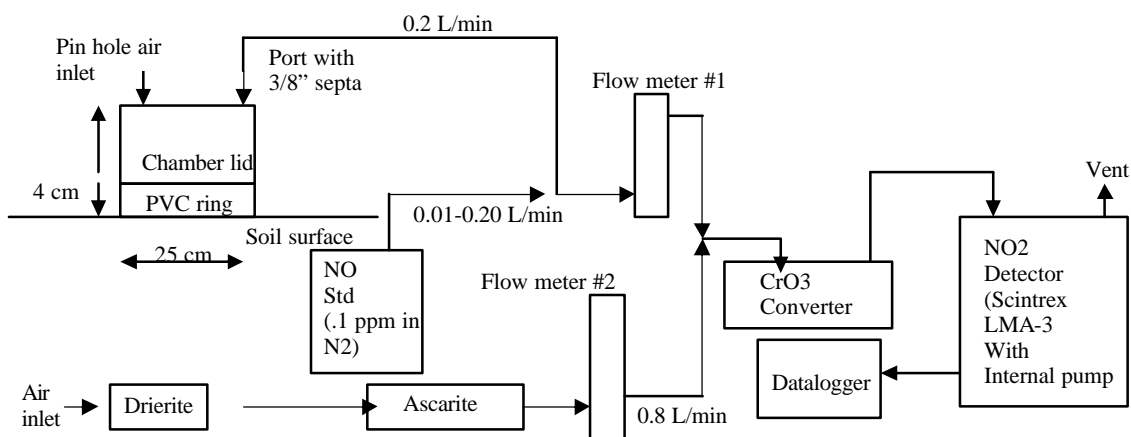 0.2 L/min
Pin hole air
inlet
Port with
3/8” septa
Flow meter #1
Chamber lid
4 cm
PVC ring
0.01-0.20 L/min
Vent
Soil surface
25 cm
NO
Std
(.1 ppm in
N2)
Flow meter #2
CrO3
Converter
NO2
Detector
(Scintrex
LMA-3
With
Internal pump
Datalogger
Air
inlet
Drierite
Ascarite
0.8 L/min